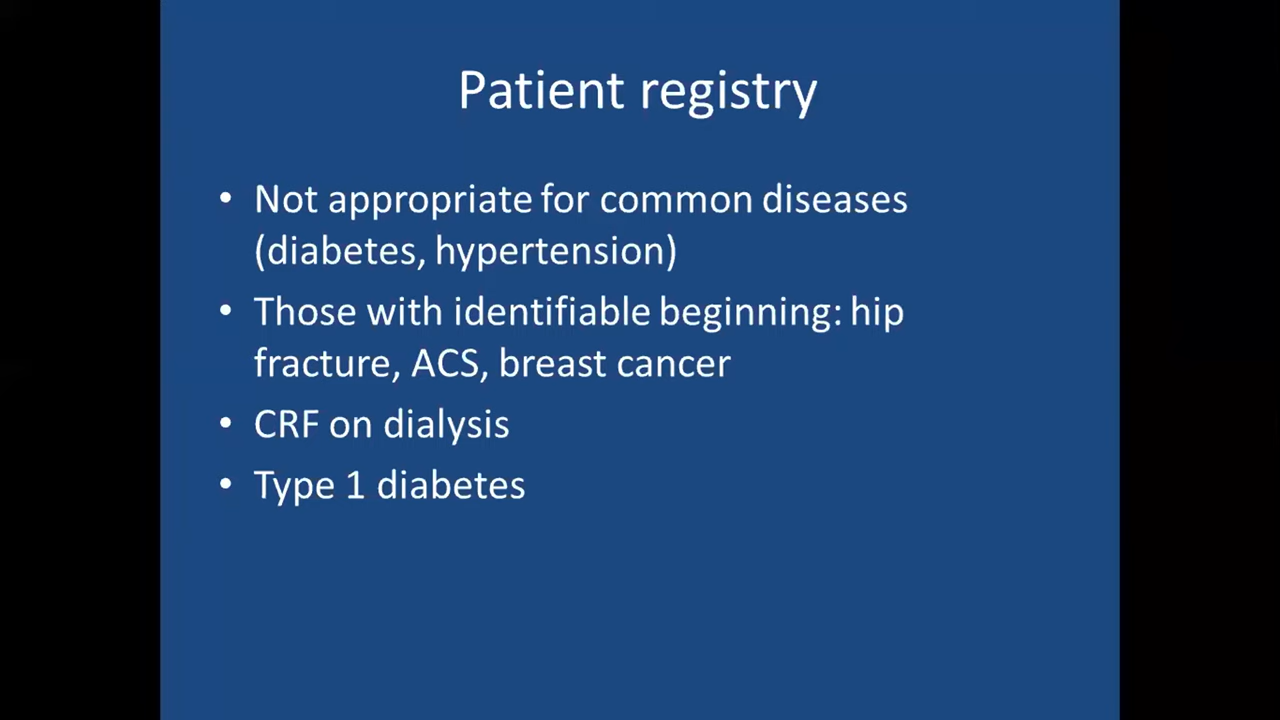 Patient registry
• Not appropriate for common diseases
(diabetes, hypertension)
• Those with identifiable beginning: hip
fracture, ACS, breast cancer
• CRF on dialysis
• Type 1 diabetes